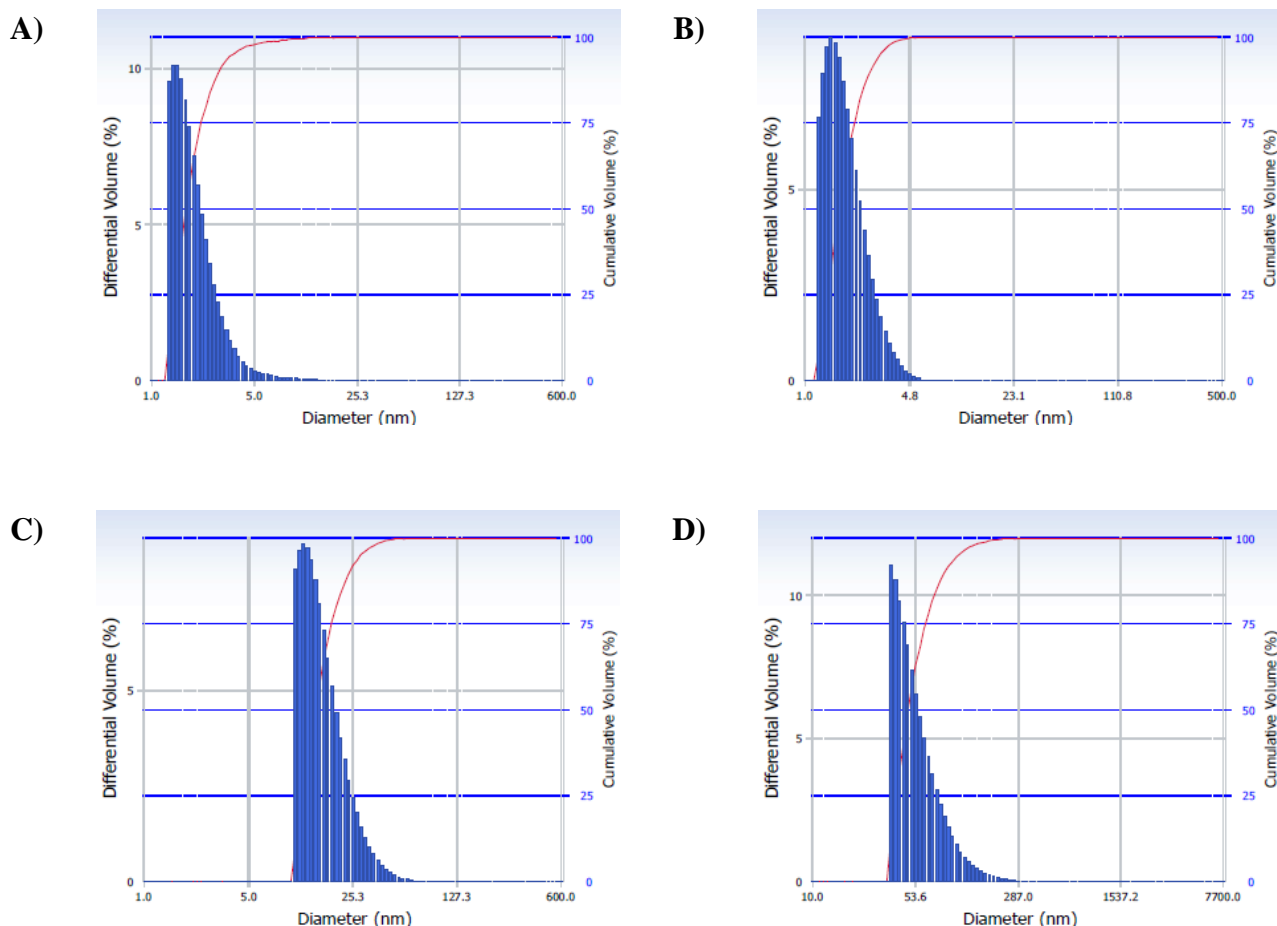 A)
Differential Volume (%)
10
5
0
100
75
50
25
0
Cumulative Volume (%)
1.0 5.0 25.3 127.3 600.0
Diameter (nm)
B)
Differential Volume (%)
5
0
100
75
50
25
0
Cumulative Volume (%)
1.0 4.8 23.1 110.8 500.0
Diameter (nm)
C)
Differential Volume (%)
5
0
100
75
50
25
0
Cumulative Volume (%)
1.0 5.0 25.3 127.3 600.0
Diameter (nm)
D)
Differential Volume (%)
10
5
0
100
75
50
25
0
Cumulative Volume (%)
10.0 53.6 287.0 1537.2 7700.0
Diameter (nm)